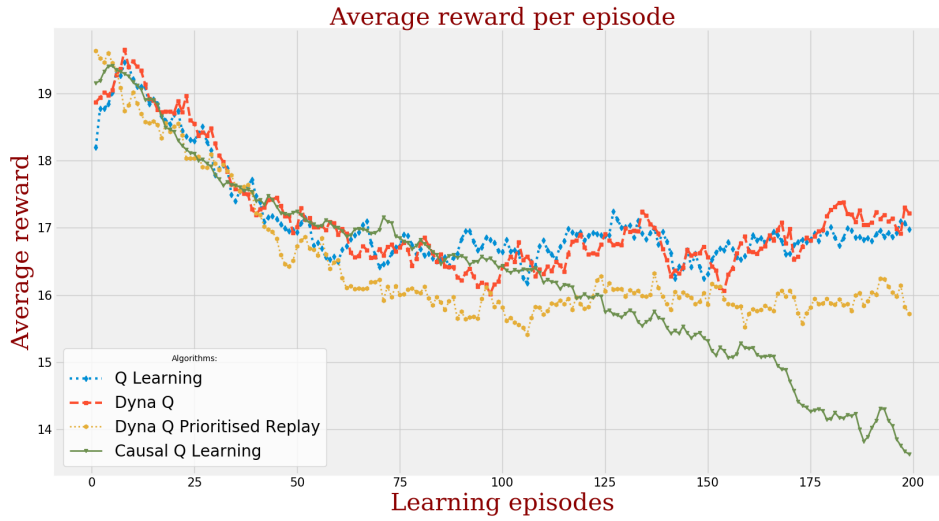 Average reward per episode
Average reward
19
18
17
16
15
14
Algorithms:
Q Learning
Dyna Q
Dyna Q Prioritised Replay
Causal Q Learning
0 25 50 75 100 125 150 175 200
Learning episodes